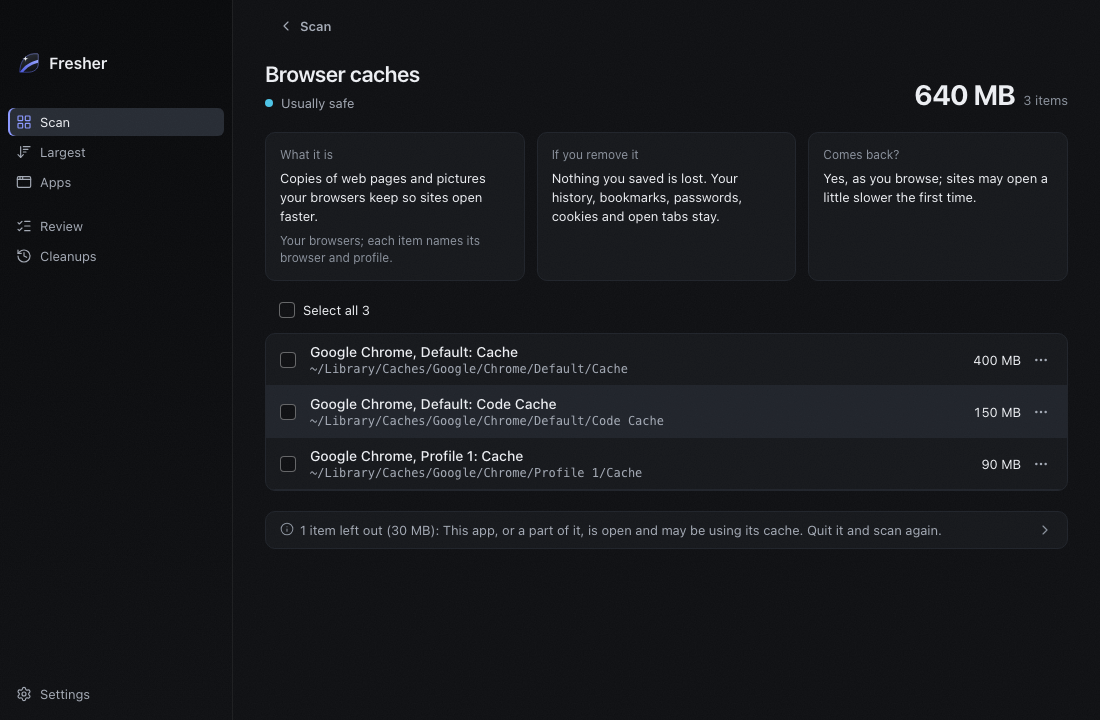 Scan
Fresher
Browser caches
Usually safe
640 MB 3 items
Scan
Largest
Apps
Review
Cleanups
What it is
Copies of web pages and pictures
your browsers keep so sites open
faster.
Your browsers; each item names its
browser and profile.
If you remove it
Nothing you saved is lost. Your
history, bookmarks, passwords,
cookies and open tabs stay.
Comes back?
Yes, as you browse; sites may open a
little slower the first time.
Select all 3
Google Chrome, Default: Cache
~/Library/Caches/Google/Chrome/Default/Cache
400 MB
Google Chrome, Default: Code Cache
~/Library/Caches/Google/Chrome/Default/Code Cache
150 MB
Google Chrome, Profile 1: Cache
~/Library/Caches/Google/Chrome/Profile 1/Cache
90 MB
1 item left out (30 MB): This app, or a part of it, is open and may be using its cache. Quit it and scan again.
Settings